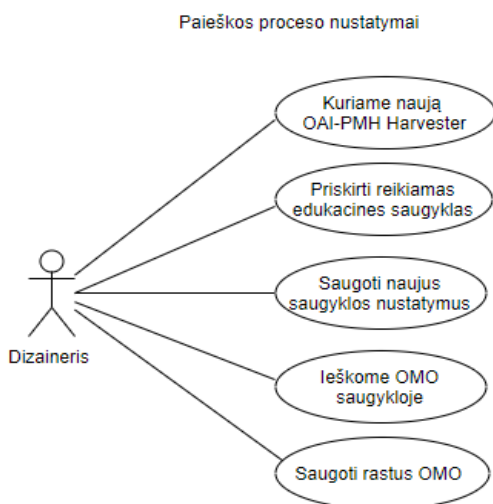 Paieškos proceso nustatymai
Kuriame naują
OAI-PMH Harvester
Priskirti reikiamas
edukacines saugyklas
Saugoti naujus
saugyklos nustatymus
Dizaineris
Ieškome OMO
saugykloje
Saugoti rastus OMO